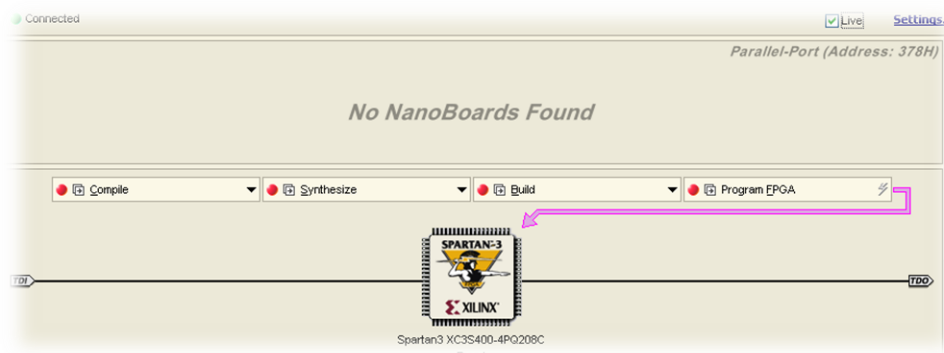 Connected
Live
Settings
Parallel-Port (Address: 378H)
No NanoBoards Found
Compile
Synthesize
Build
Program FPGA
SPARTAN-3
XILINX
TDI
TDO
Spartan3 XC3S400-4PQ208C